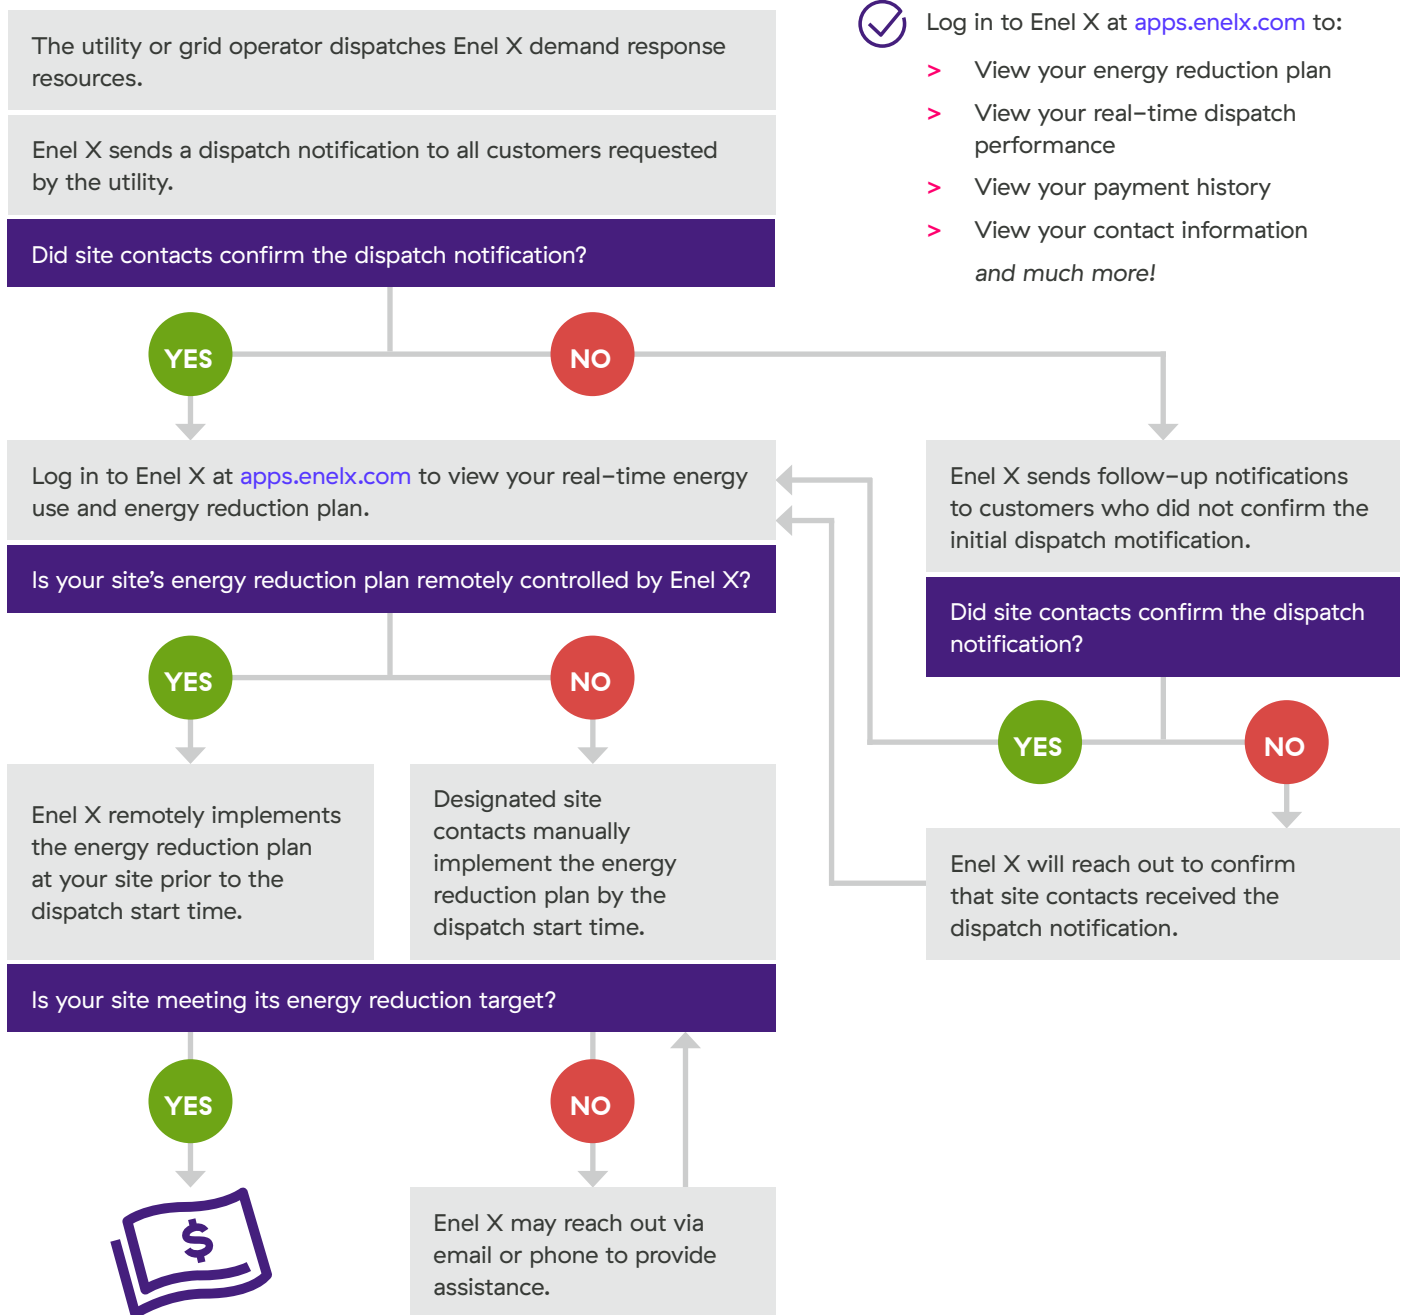 The utility or grid operator dispatches Enel X demand response
resources.
Enel X sends a dispatch notification to all customers requested
by the utility.
Did site contacts confirm the dispatch notification?
Log in to Enel X at apps.enelx.com to:
> View your energy reduction plan
> View your real-time dispatch
performance
> View your payment history
> View your contact information
and much more!
YES
NO
Log in to Enel X at apps.enelx.com to view your real-time energy
use and energy reduction plan.
Is your site's energy reduction plan remotely controlled by Enel X?
Enel X sends follow-up notifications
to customers who did not confirm the
initial dispatch motification.
Did site contacts confirm the dispatch
notification?
YES
NO
YES
NO
Enel X remotely implements
the energy reduction plan
at your site prior to the
dispatch start time.
Designated site
contacts manually
implement the energy
reduction plan by the
dispatch start time.
Enel X will reach out to confirm
that site contacts received the
dispatch notification.
Is your site meeting its energy reduction target?
YES
NO
$
Enel X may reach out via
email or phone to provide
assistance.